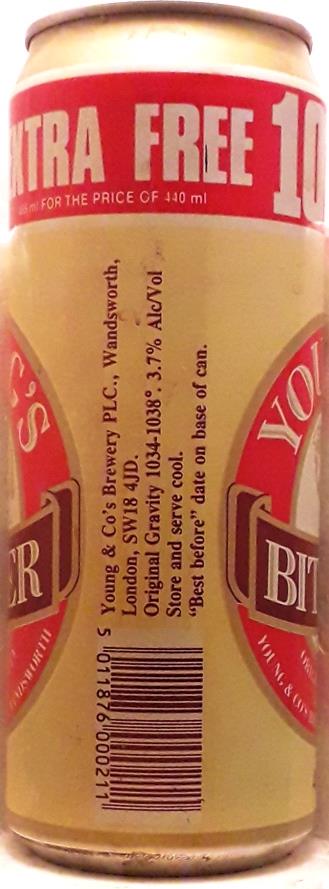 EXTRA FREE 10
ml FOR THE PRICE OF 440 ml
G'S
ER
Young & Co's Brewery PLC., Wandsworth,
London, SW18 4JD.
Original Gravity 1034-1038°. 3.7% Alc/Vol
Store and serve cool.
“Best before” date on base of can.
5 011876 000211
YOU
BIT
YOUNG & CO'S